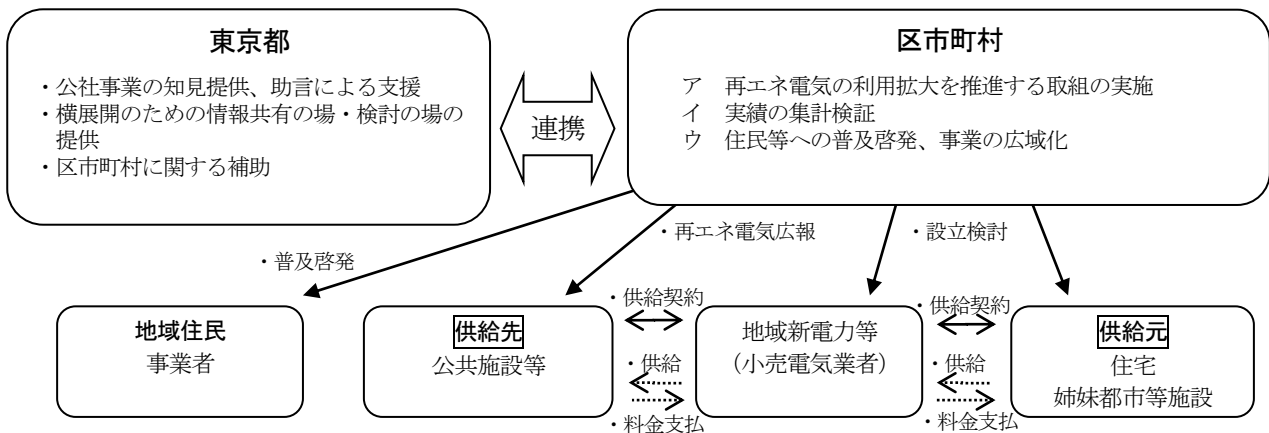 東京都
・公社事業の知見提供、助言による支援
・横展開のための情報共有の場・検討の場の
提供
・区市町村に関する補助
連携
区市町村
ア 再エネ電気の利用拡大を推進する取組の実施
イ 実績の集計検証
ウ 住民等への普及啓発、事業の広域化
・普及啓発
・再エネ電気広報
・設立検討
地域住民
事業者
供給先
公共施設等
・供給契約
・供給
・料金支払
地域新電力等
（小売電気業者）
・供給契約
・供給
・料金支払
供給元
住宅
姉妹都市等施設